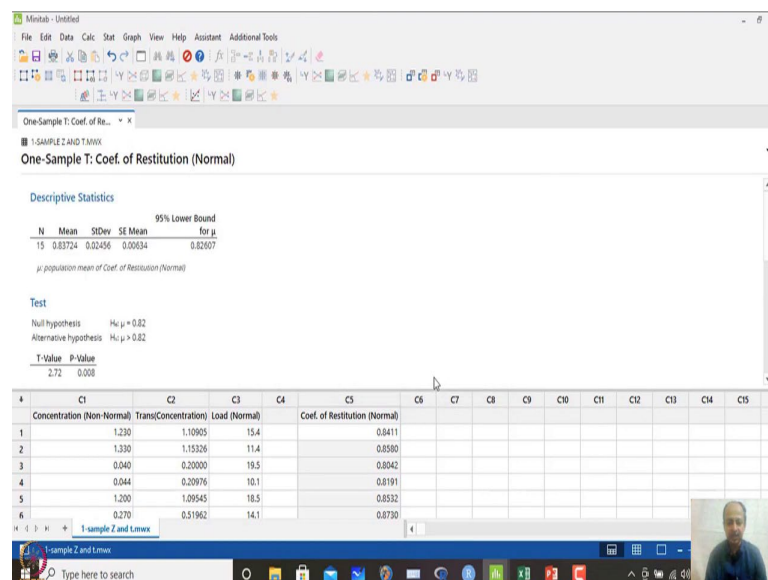 Minitab - Untitled
File Edit Data Calc Stat Graph View Help Assistant Additional Tools
One-Sample T: Coef. of Re...
1-SAMPLE Z AND T.MWX
One-Sample T: Coef. of Restitution (Normal)
Descriptive Statistics
95% Lower Bound
N Mean StDev SE Mean for μ
15 0.83724 0.02456 0.00634 0.82607
μ: population mean of Coef. of Restitution (Normal)
Test
Null hypothesis H₀: μ = 0.82
Alternative hypothesis H₁: μ > 0.82
T-Value P-Value
2.72 0.008
C1 C2 C3 C4 C5 C6 C7 C8 C9 C10 C11 C12 C13 C14 C15
Concentration (Non-Normal) Trans(Concentration) Load (Normal) Coef. of Restitution (Normal)
1 1.230 1.10905 15.4 0.8411
2 1.330 1.15326 11.4 0.8580
3 0.040 0.20000 19.5 0.8042
4 0.044 0.20976 10.1 0.8191
5 1.200 1.09545 18.5 0.8532
6 0.270 0.51962 14.1 0.8730
1-sample Z and t.mwx
1-sample Z and t.mwx
Type here to search